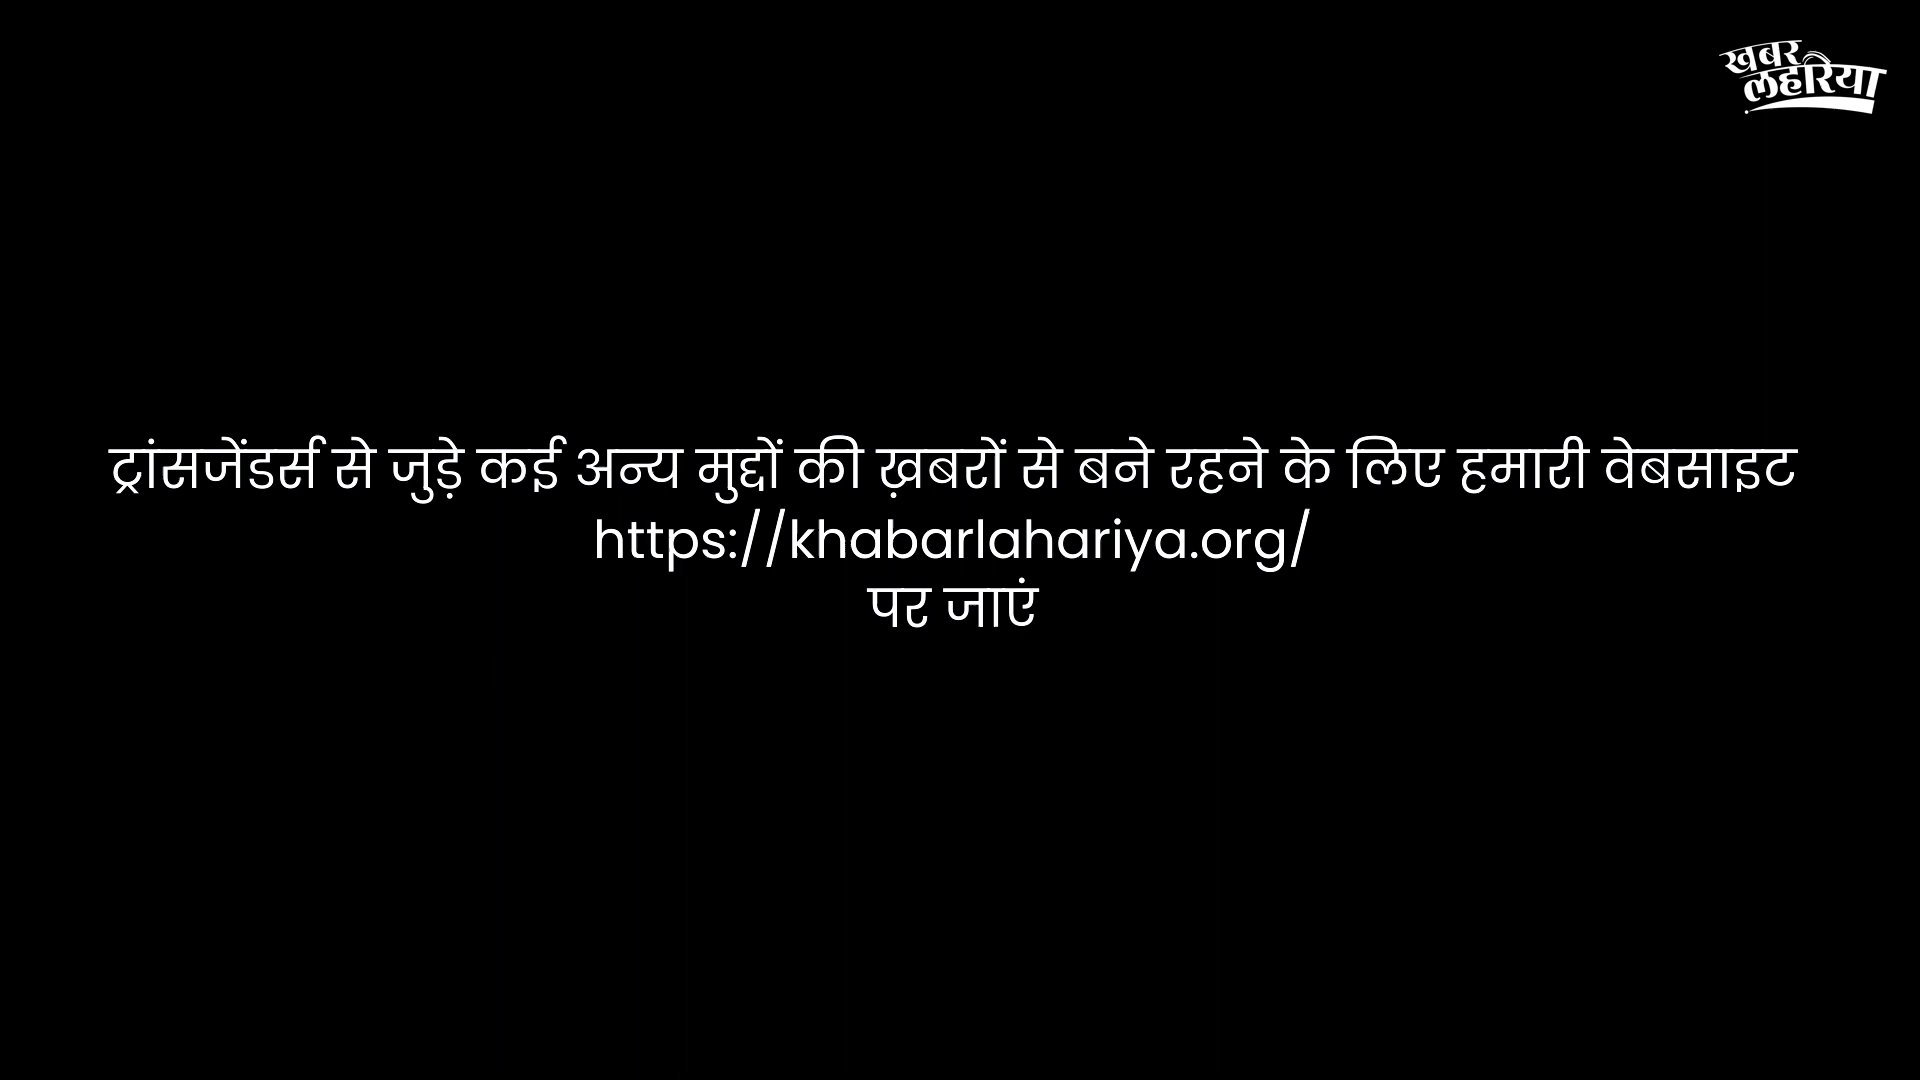 खबर
लहरिया
ट्रांसजेंडर्स से जुड़े कई अन्य मुद्दों की ख़बरों से बने रहने के लिए हमारी वेबसाइट
https://khabarlahariya.org/
पर जाएं